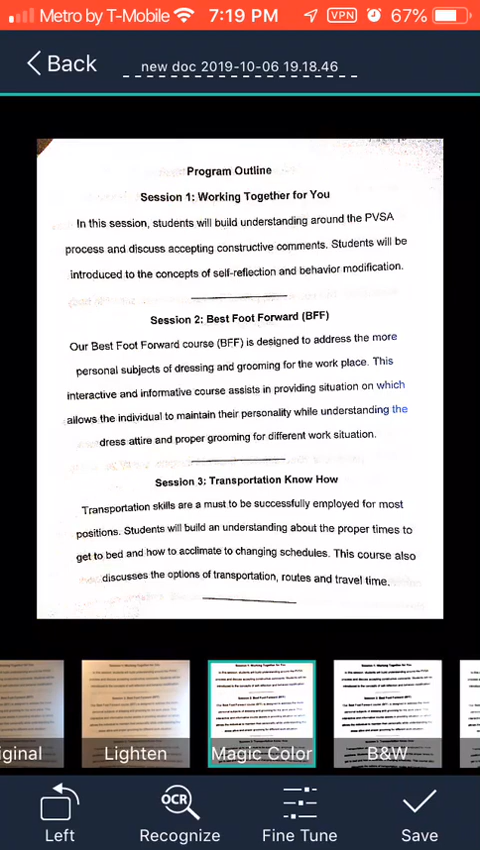 Metro by T-Mobile 7:19 PM VPN 67%
Back new doc 2019-10-06 19.18.46
Program Outline
Session 1: Working Together for You
In this session, students will build understanding around the PVSA
process and discuss accepting constructive comments. Students will be
introduced to the concepts of self-reflection and behavior modification.
Session 2: Best Foot Forward (BFF)
Our Best Foot Forward course (BFF) is designed to address the more
personal subjects of dressing and grooming for the work place. This
interactive and informative course assists in providing situation on which
allows the individual to maintain their personality while understanding the
dress attire and proper grooming for different work situation.
Session 3: Transportation Know How
Transportation skills are a must to be successfully employed for most
positions. Students will build an understanding about the proper times to
get to bed and how to acclimate to changing schedules. This course also
discusses the options of transportation, routes and travel time.
iginal Lighten Magic Color B&W
Left OCR Recognize Fine Tune Save